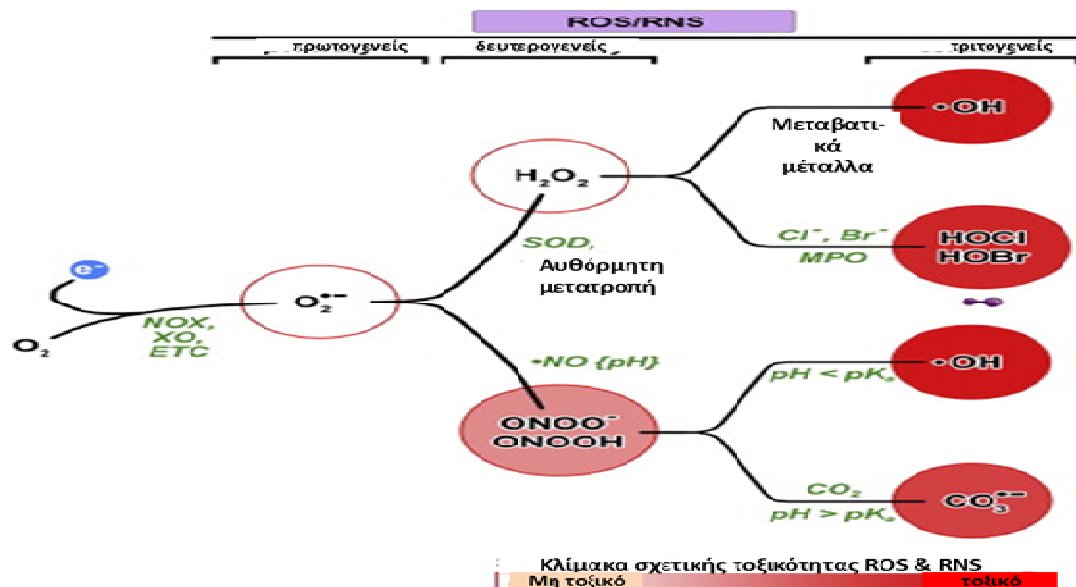 ROS/RNS
πρωτογενείς δευτερογενείς τριτογενείς
•OH
Μεταβατι-
κά
μέταλλα
H₂O₂
Cl⁻, Br⁻
MPO
HOCl
HOBr
SOD,
Αυθόρμητη
μετατροπή
e⁻
O₂
NOX,
XO,
ETC
O₂•⁻
•NO {pH}
ONOO⁻
ONOOH
•OH
pH < pKₐ
CO₂
pH > pKₐ
CO₃•⁻
Κλίμακα σχετικής τοξικότητας ROS & RNS
Μη τοξικό τοξικό